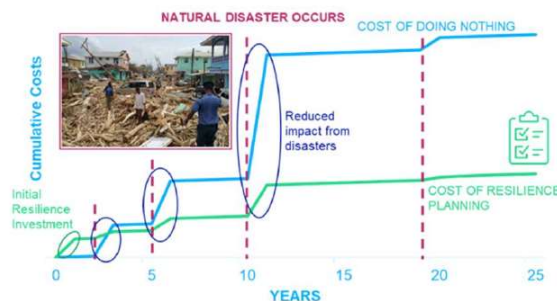 NATURAL DISASTER OCCURS
COST OF DOING NOTHING
Cumulative Costs
Reduced
impact from
disasters
Initial
Resilience
Investment
COST OF RESILIENCE
PLANNING
0 5 10 15 20 25
YEARS